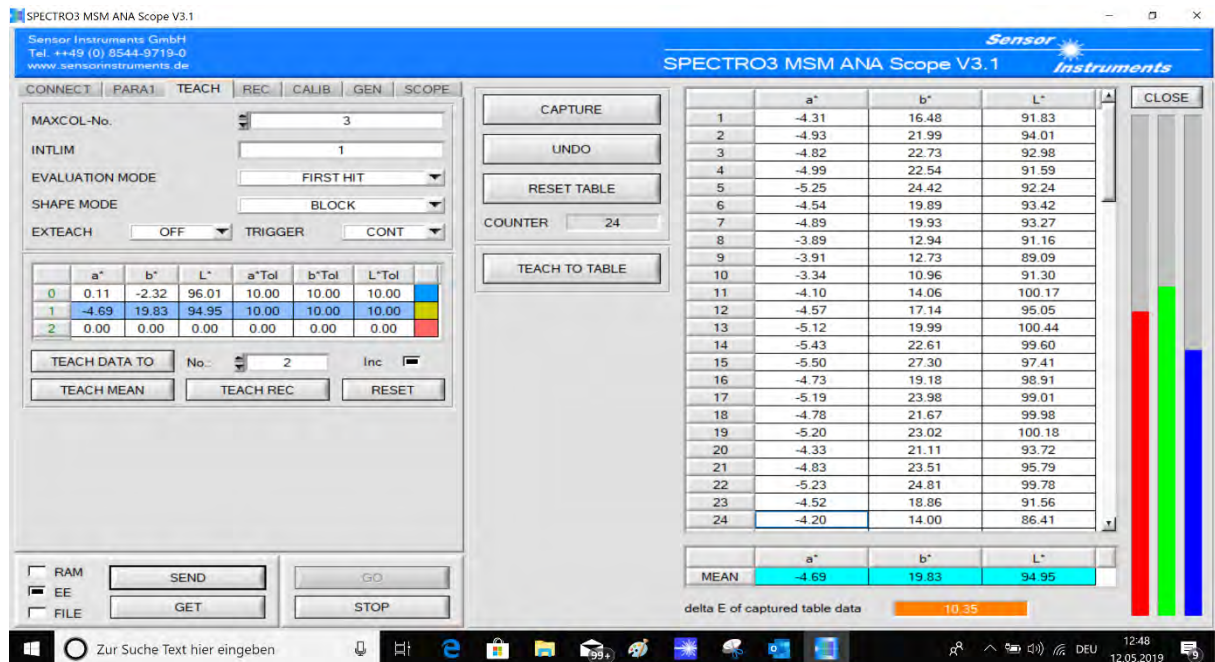 SPECTRO3 MSM ANA Scope V3.1
Sensor Instruments GmbH
Tel. ++49 (0) 8544-9719-0
www.sensorinstruments.de
Sensor
Instruments
SPECTRO3 MSM ANA Scope V3.1
CONNECT PARA1 TEACH REC CALIB GEN SCOPE
MAXCOL-No. 3
INTLIM 1
EVALUATION MODE FIRST HIT
SHAPE MODE BLOCK
EXTEACH OFF TRIGGER CONT
a* b* L* a*Tol b*Tol L*Tol
0 0.11 -2.32 96.01 10.00 10.00 10.00
1 -4.69 19.83 94.95 10.00 10.00 10.00
2 0.00 0.00 0.00 0.00 0.00 0.00
TEACH DATA TO No.: 2 Inc
TEACH MEAN TEACH REC RESET
RAM
EE
FILE
SEND
GET
GO
STOP
CAPTURE
UNDO
RESET TABLE
COUNTER 24
TEACH TO TABLE
a* b* L*
1 -4.31 16.48 91.83
2 -4.93 21.99 94.01
3 -4.82 22.73 92.98
4 -4.99 22.54 91.59
5 -5.25 24.42 92.24
6 -4.54 19.89 93.42
7 -4.89 19.93 93.27
8 -3.89 12.94 91.16
9 -3.91 12.73 89.09
10 -3.34 10.96 91.30
11 -4.10 14.06 100.17
12 -4.57 17.14 95.05
13 -5.12 19.99 100.44
14 -5.43 22.61 99.60
15 -5.50 27.30 97.41
16 -4.73 19.18 98.91
17 -5.19 23.98 99.01
18 -4.78 21.67 99.98
19 -5.20 23.02 100.18
20 -4.33 21.11 93.72
21 -4.83 23.51 95.79
22 -5.23 24.81 99.78
23 -4.52 18.86 91.56
24 -4.20 14.00 86.41
a* b* L*
MEAN -4.69 19.83 94.95
delta E of captured table data 10.35
CLOSE
Zur Suche Text hier eingeben
99+
DEU
12:48
12.05.2019
9